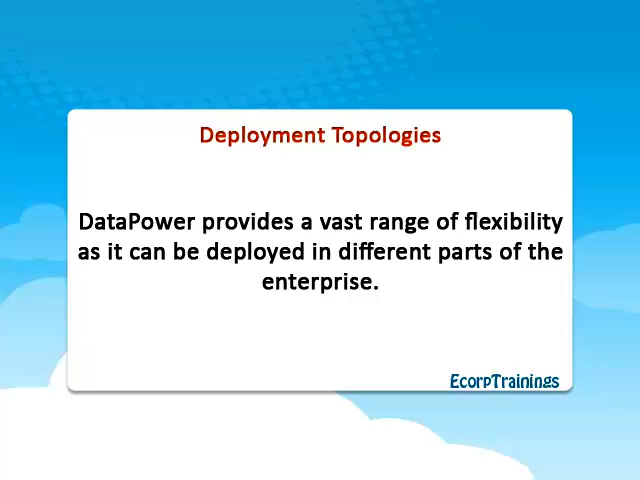 Deployment Topologies
DataPower provides a vast range of flexibility
as it can be deployed in different parts of the
enterprise.
EcorpTrainings